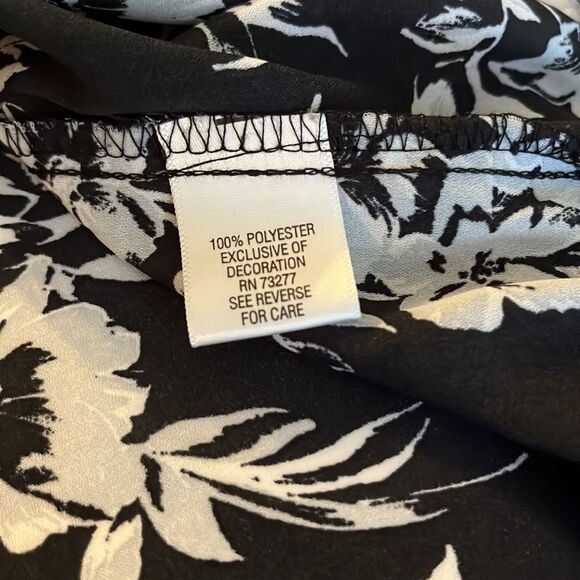 100% POLYESTER
EXCLUSIVE OF
DECORATION
RN 73277
SEE REVERSE
FOR CARE